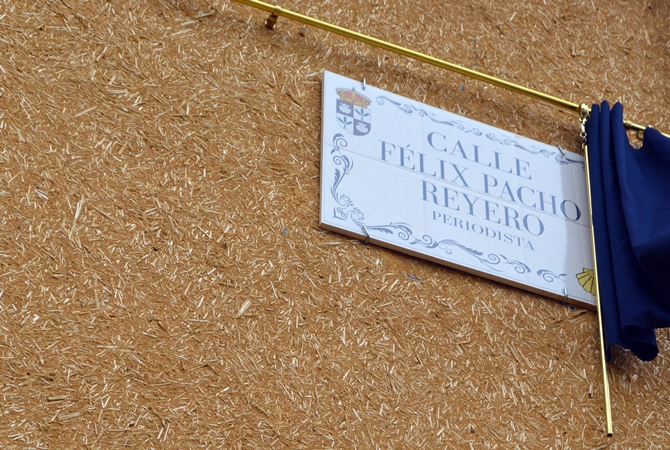 CALLE
FÉLIX PACHO
REYERO
PERIODISTA